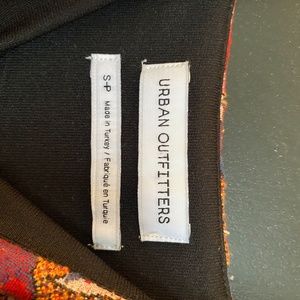 URBAN OUTFITTERS
S-P Made in Turkey / Fabriqué en Turquie